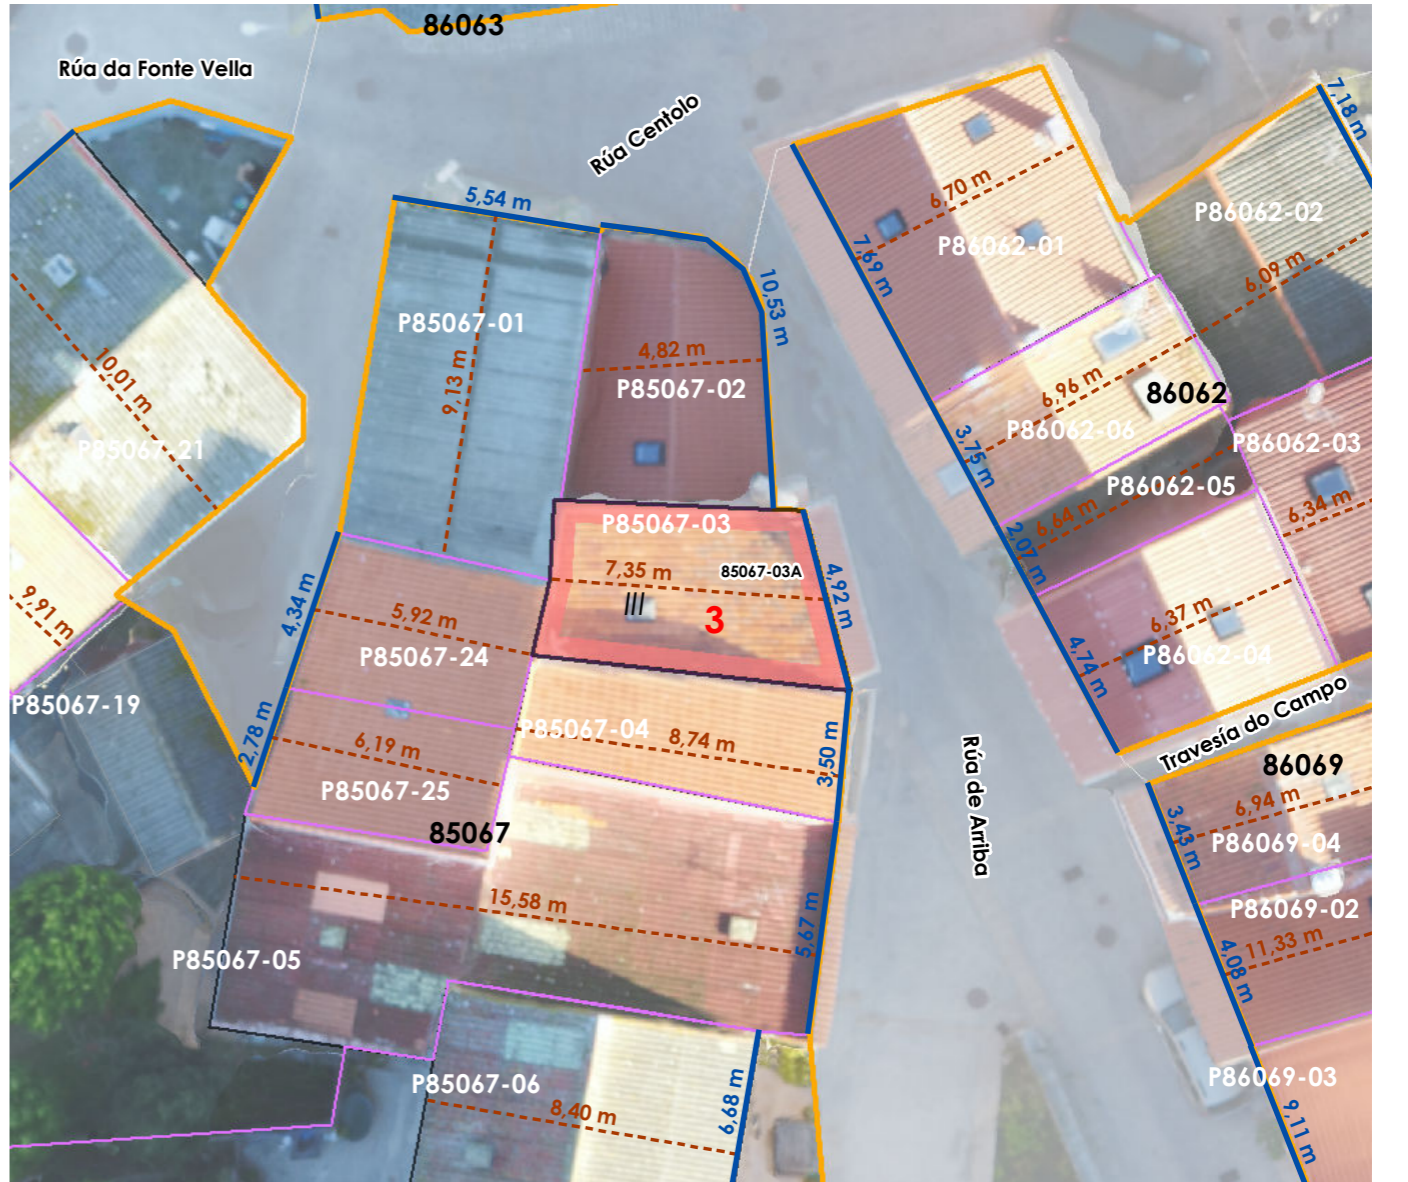 86063
Rúa da Fonte Vella
Rúa Centolo
7,18 m
5,54 m
6,70 m
P86062-02
7,69 m
P86062-01
6,09 m
10,53 m
P85067-01
4,82 m
P85067-02
9,13 m
10,01 m
P85067-21
6,96 m
86062
P86062-06
P86062-03
3,75 m
P86062-05
6,34 m
6,64 m
2,07 m
P85067-03
85067-03A
7,35 m
4,92 m
III
3
9,91 m
4,34 m
5,92 m
P85067-24
6,37 m
P86062-04
4,74 m
P85067-19
2,78 m
P85067-04
8,74 m
3,50 m
6,19 m
P85067-25
85067
Travesía do Campo
Rúa de Arriba
86069
6,94 m
3,43 m
P86069-04
15,58 m
5,67 m
P86069-02
11,33 m
4,08 m
P85067-05
P85067-06
8,40 m
6,68 m
P86069-03
9,11 m